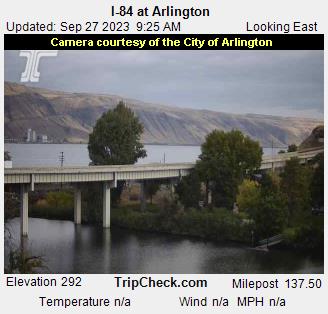 I-84 at Arlington
Updated: Sep 27 2023 9:25 AM Looking East
Camera courtesy of the City of Arlington
Elevation 292 TripCheck.com Milepost 137.50
Temperature n/a Wind n/a MPH n/a